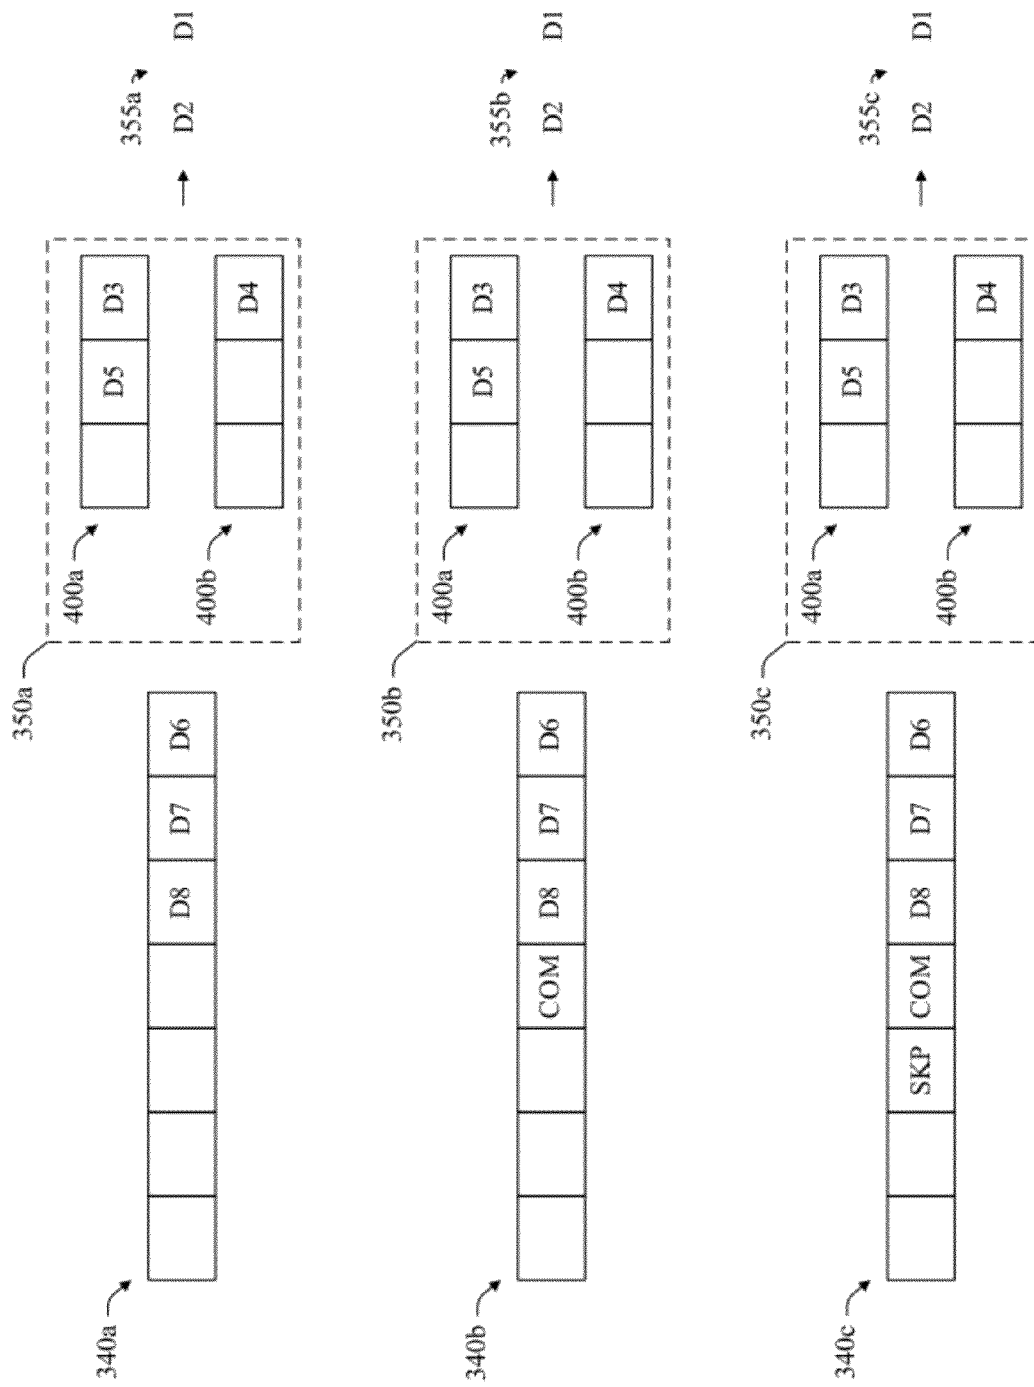 350a
400a
340a D5 D3
355a
D8 D7 D6 D2 D1
400b
D4
350b
400a
340b D5 D3
355b
COM D8 D7 D6 D2 D1
400b
D4
350c
400a
340c D5 D3
355c
SKP COM D8 D7 D6 D2 D1
400b
D4